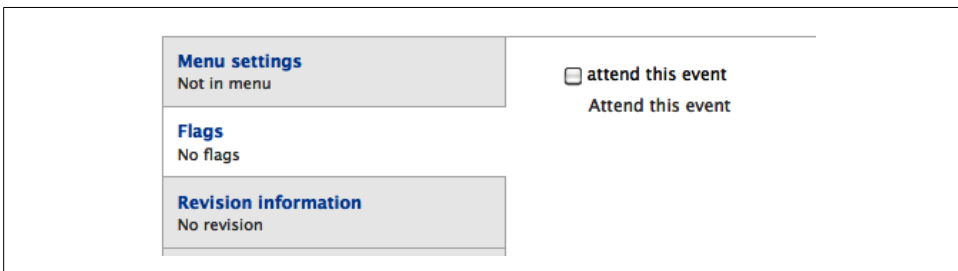 Menu settings
Not in menu
attend this event
Attend this event
Flags
No flags
Revision information
No revision